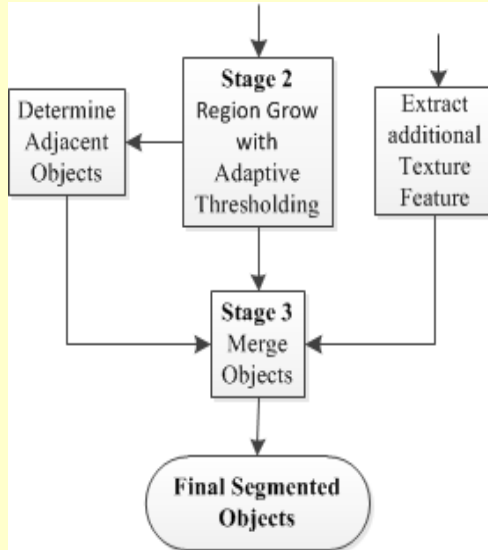 Stage 2
Region Grow
with
Adaptive
Thresholding
Determine
Adjacent
Objects
Extract
additional
Texture
Feature
Stage 3
Merge
Objects
Final Segmented
Objects